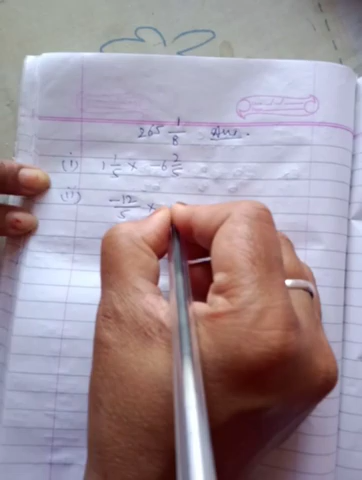 265 1/8 Ans.
(i) 1 1/5 × -6 2/5
(ii) -12/5 ×